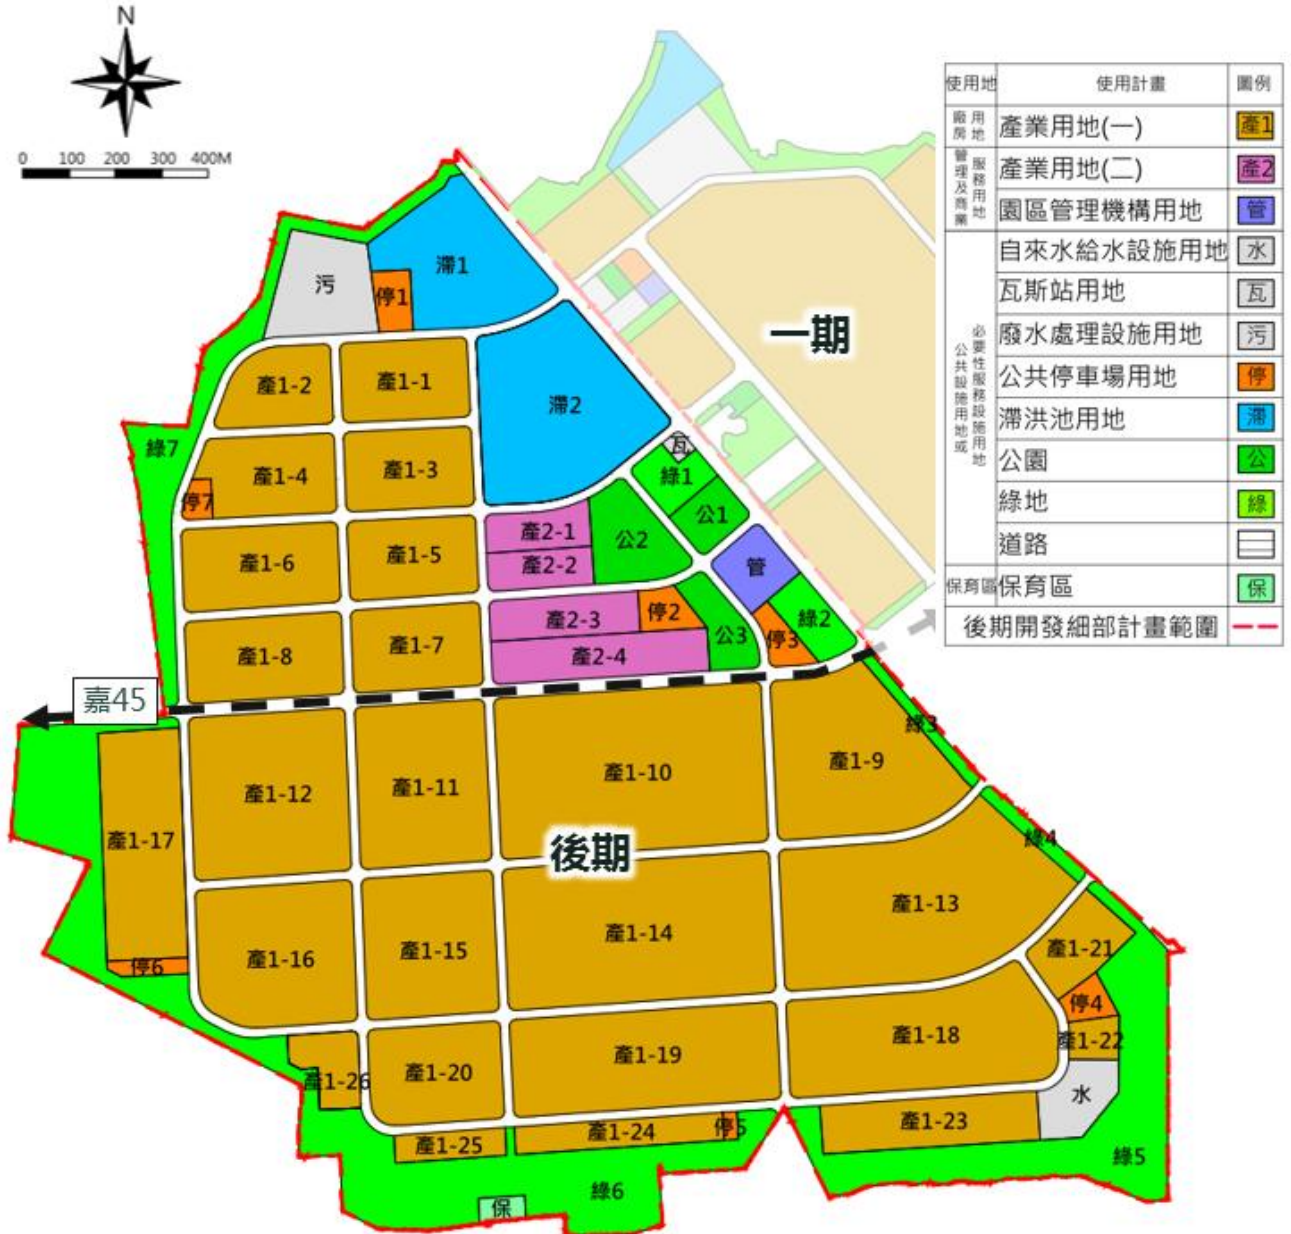 N
0 100 200 300 400M
使用地 使用計畫 圖例
廠房用地 產業用地(一) 產1
管理及商業服務用地 產業用地(二) 產2
園區管理機構用地 管
公共設施用地或必要性服務設施用地 自來水給水設施用地 水
瓦斯站用地 瓦
廢水處理設施用地 污
公共停車場用地 停
滯洪池用地 滯
公園 公
綠地 綠
道路
保育區 保育區 保
後期開發細部計畫範圍
一期
滯1
污
停1
產1-2
產1-1
滯2
綠7
瓦
產1-4
產1-3
綠1
停7
公1
產2-1
公2
產1-6
產1-5
產2-2
管
產2-3
停2
綠2
公3
停3
產1-8
產1-7
產2-4
嘉45
綠3
產1-12
產1-11
產1-10
產1-9
產1-17
後期
綠4
產1-13
產1-16
產1-15
產1-14
產1-21
停6
停4
產1-18
產1-22
產1-26
產1-20
產1-19
水
產1-25
產1-24
停5
產1-23
綠5
綠6
保